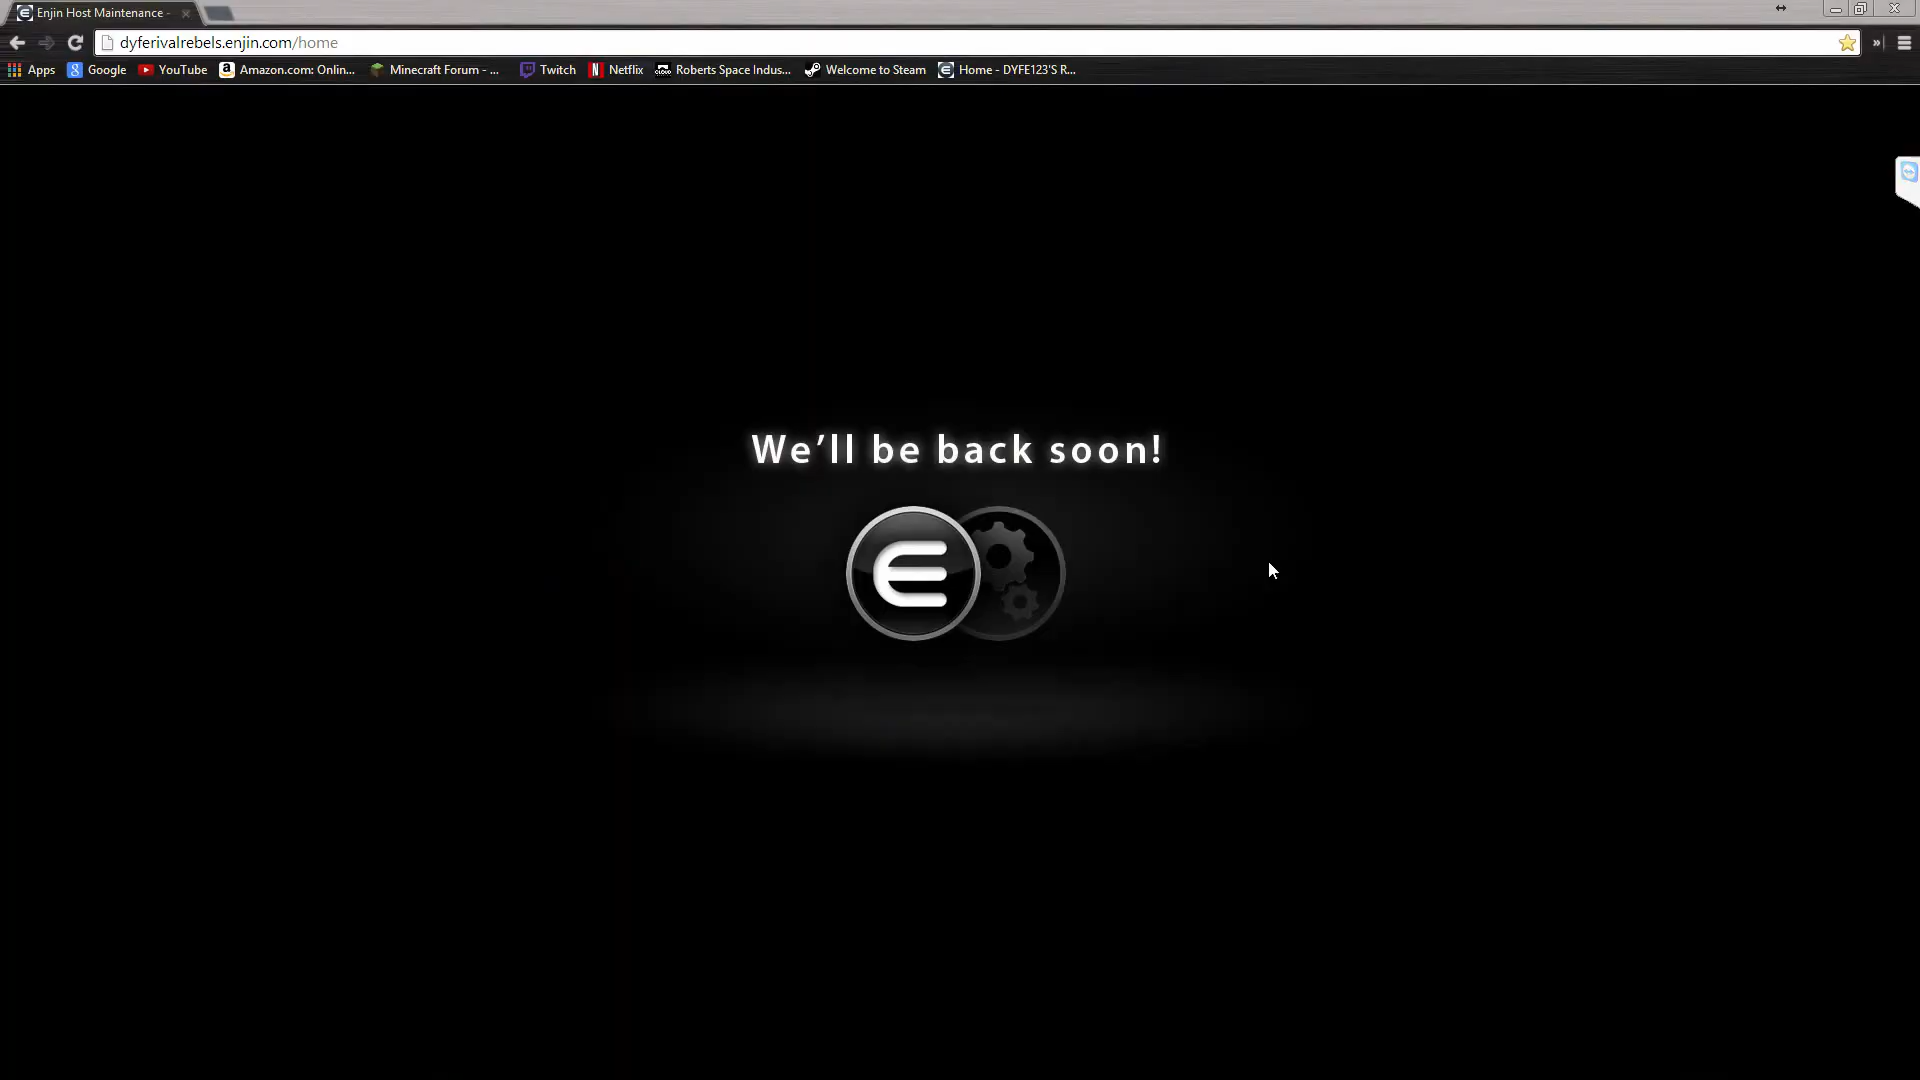 Enjin Host Maintenance -
dyferivalrebels.enjin.com/home
Apps Google YouTube Amazon.com: Onlin... Minecraft Forum - ... Twitch Netflix Roberts Space Indus... Welcome to Steam Home - DYFE123'S R...
We'll be back soon!